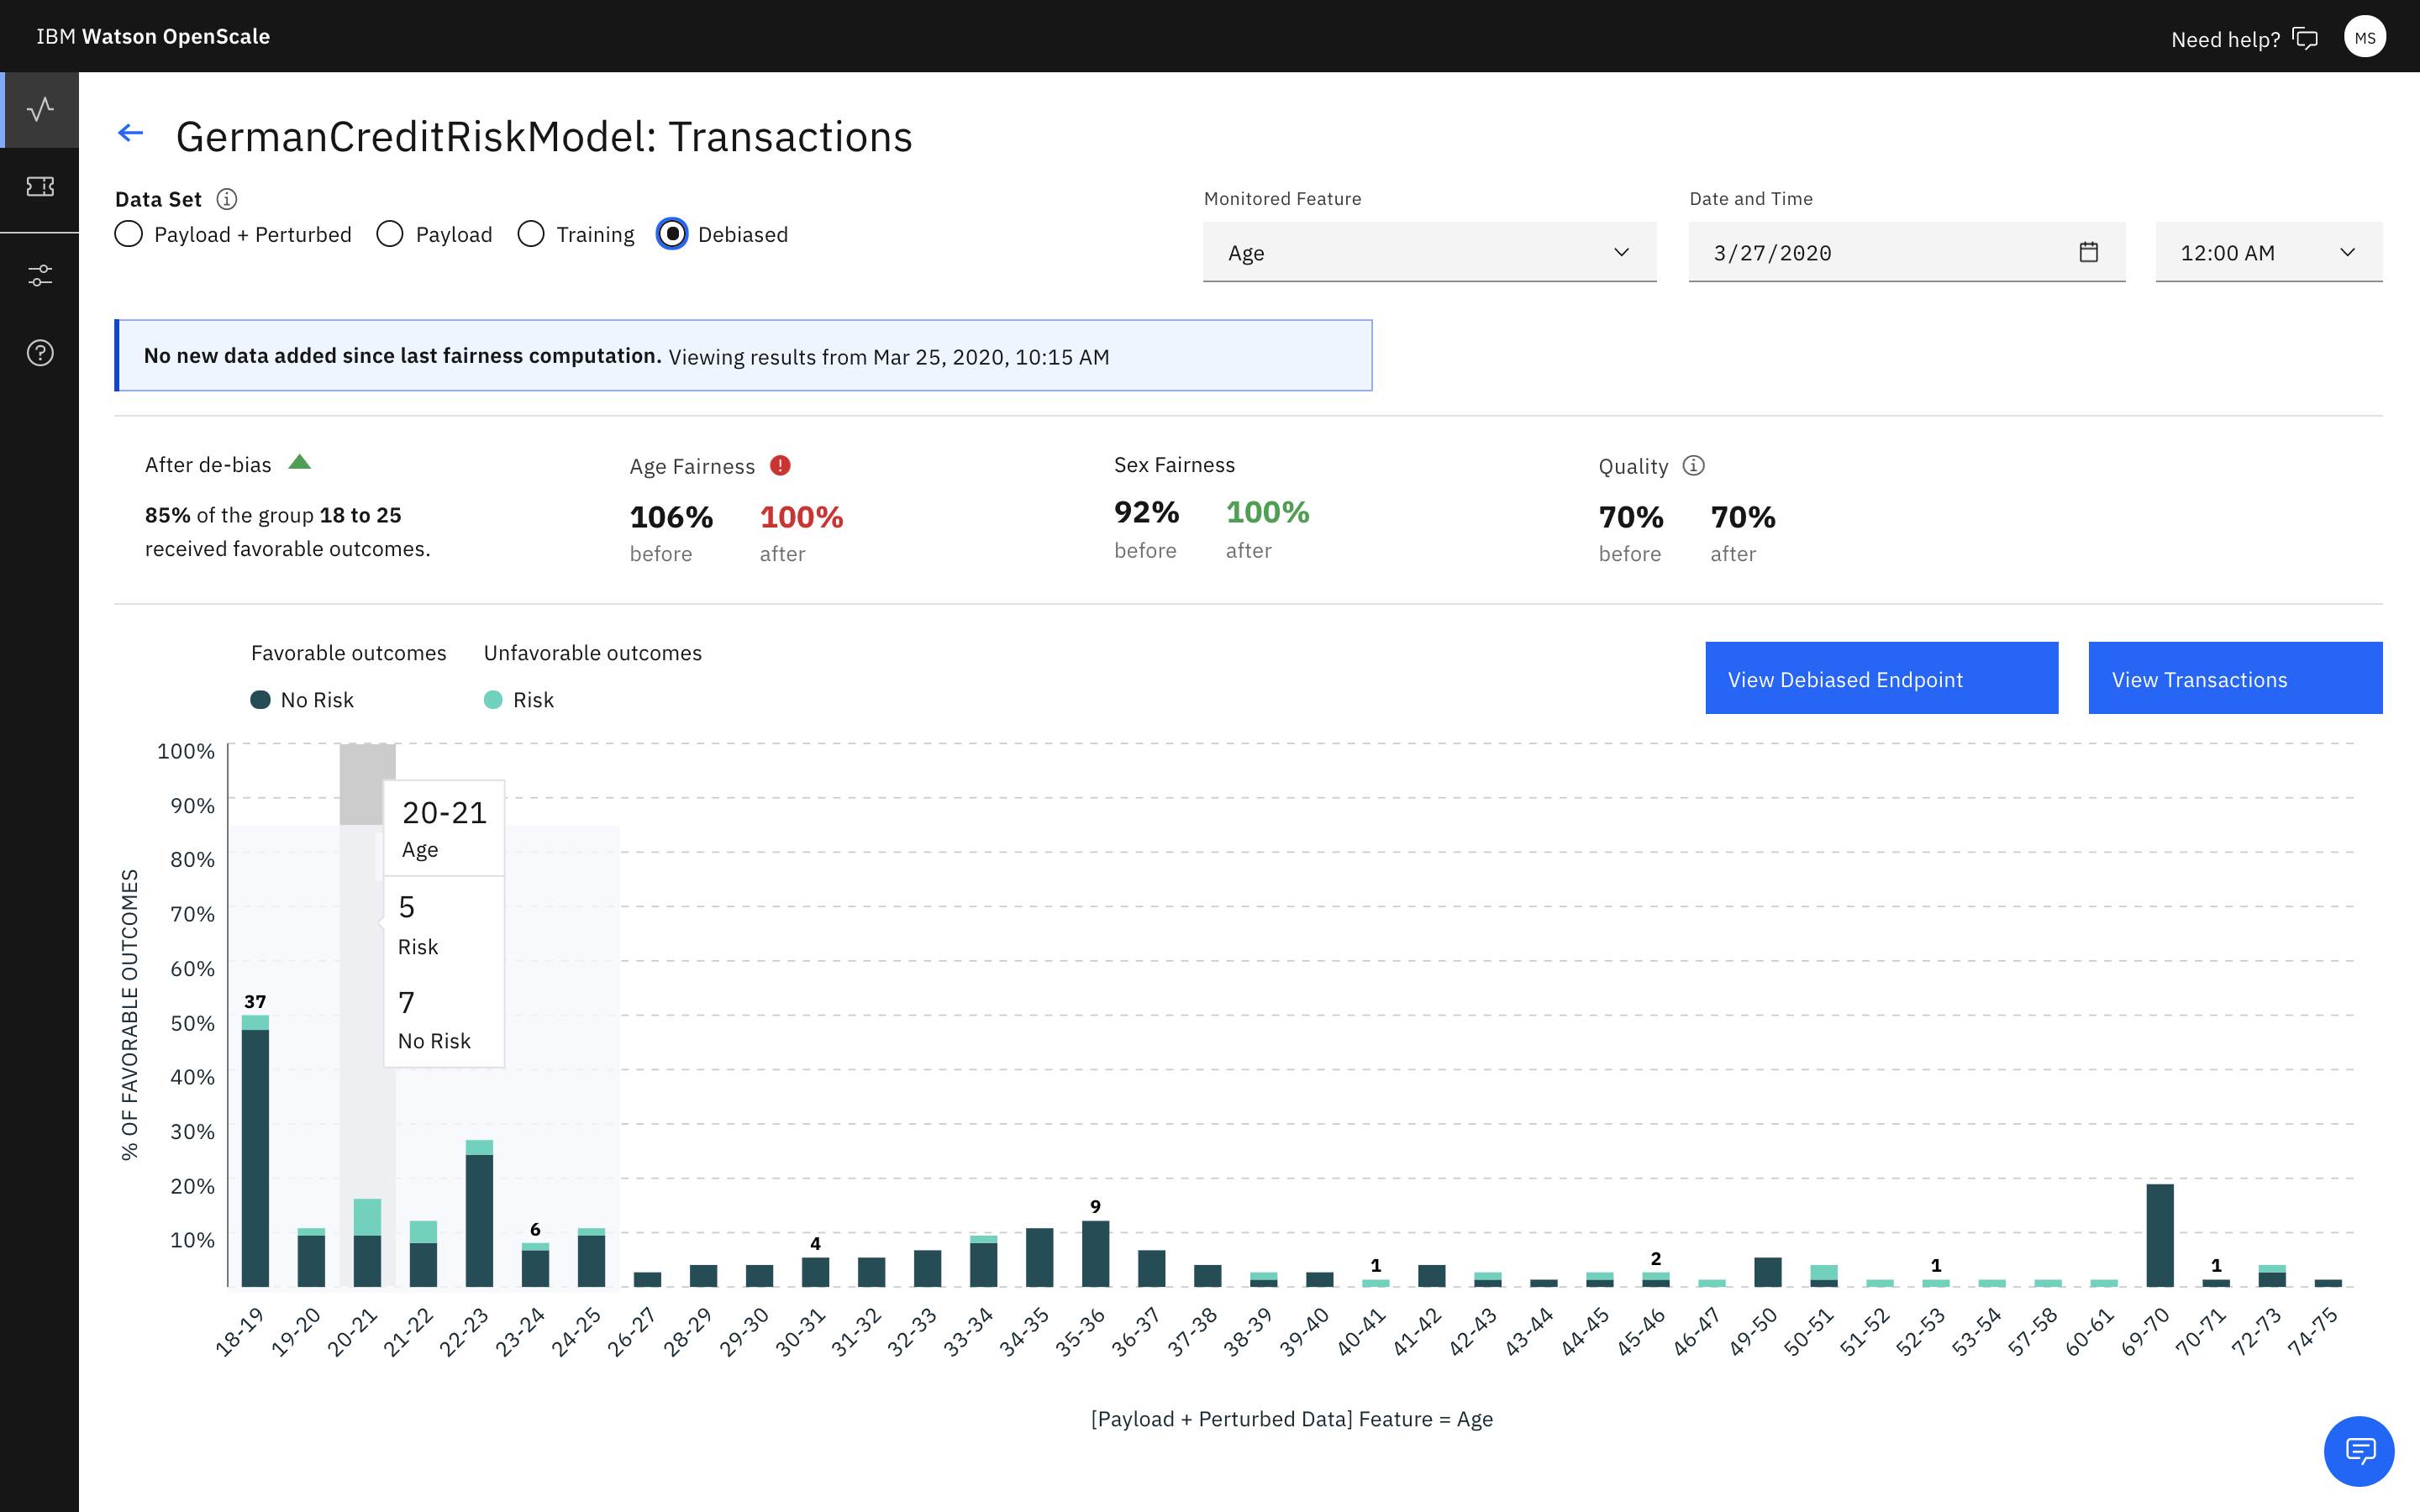 IBM Watson OpenScale
Need help?
MS
GermanCreditRiskModel: Transactions
Data Set
Payload + Perturbed
Payload
Training
Debiased
Monitored Feature
Age
Date and Time
3/27/2020
12:00 AM
No new data added since last fairness computation. Viewing results from Mar 25, 2020, 10:15 AM
After de-bias
85% of the group 18 to 25
received favorable outcomes.
Age Fairness
106%
100%
before
after
Sex Fairness
92%
100%
before
after
Quality
70%
70%
before
after
Favorable outcomes
No Risk
Unfavorable outcomes
Risk
View Debiased Endpoint
View Transactions
% OF FAVORABLE OUTCOMES
100%
90%
80%
70%
60%
50%
40%
30%
20%
10%
20-21
Age
5
Risk
7
No Risk
37
6
4
9
1
2
1
1
18-19
19-20
20-21
21-22
22-23
23-24
24-25
26-27
28-29
29-30
30-31
31-32
32-33
33-34
34-35
35-36
36-37
37-38
38-39
39-40
40-41
41-42
42-43
43-44
44-45
45-46
46-47
49-50
50-51
51-52
52-53
53-54
57-58
60-61
69-70
70-71
72-73
74-75
[Payload + Perturbed Data] Feature = Age